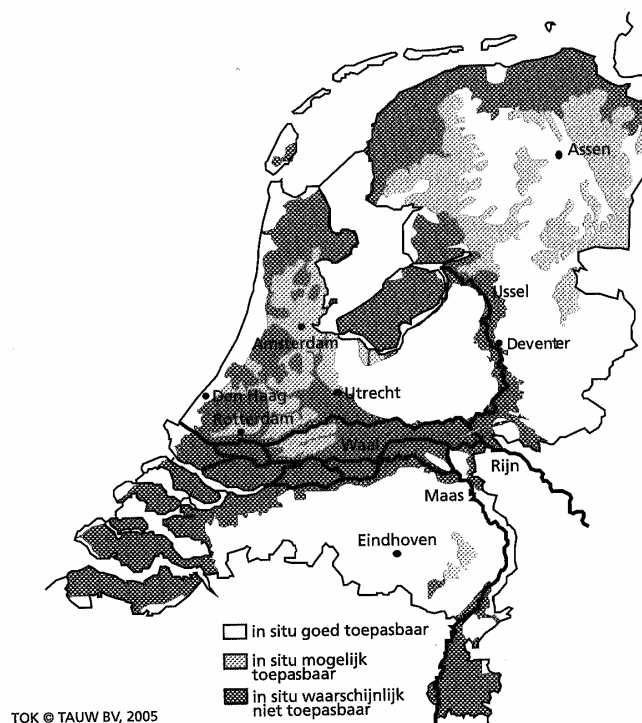 Assen
IJssel
Amsterdam
Deventer
Den Haag
Utrecht
Rotterdam
Waal
Rijn
Maas
Eindhoven
in situ goed toepasbaar
in situ mogelijk
toepasbaar
in situ waarschijnlijk
niet toepasbaar
TOK © TAUW BV, 2005